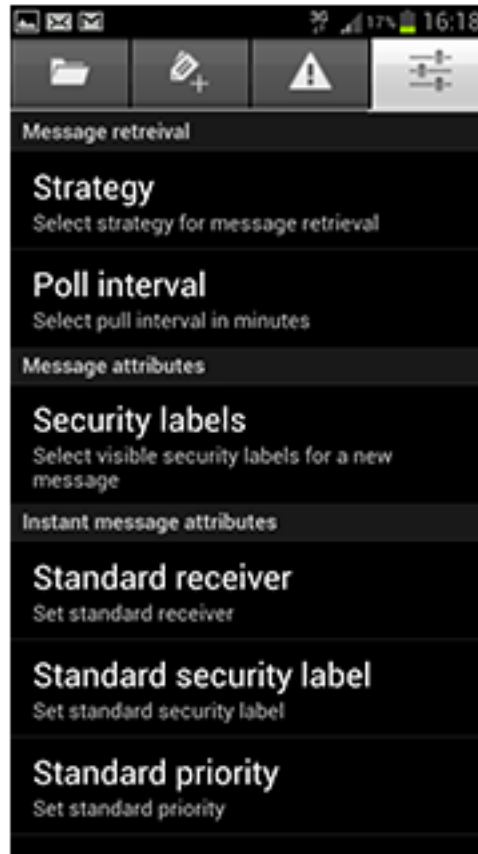 3G 17% 16:18
Message retreival
Strategy
Select strategy for message retrieval
Poll interval
Select pull interval in minutes
Message attributes
Security labels
Select visible security labels for a new
message
Instant message attributes
Standard receiver
Set standard receiver
Standard security label
Set standard security label
Standard priority
Set standard priority